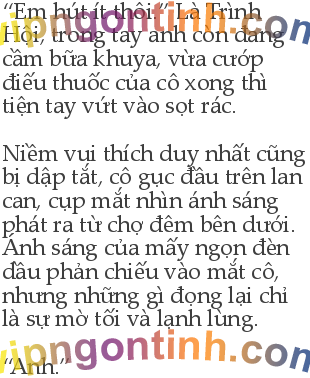 “Em hút ít thôi.” Là Trình
Hội, trong tay anh còn đang
cầm bữa khuya, vừa cướp
điếu thuốc của cô xong thì
tiện tay vứt vào sọt rác.
Niềm vui thích duy nhất cũng
bị dập tắt, cô gục đầu trên lan
can, cụp mắt nhìn ánh sáng
phát ra từ chợ đêm bên dưới.
Ánh sáng của mấy ngọn đèn
dầu phản chiếu vào mắt cô,
nhưng những gì đọng lại chỉ
là sự mờ tối và lạnh lùng.
“Anh.”
vipngontinh.com
vipngontinh.com